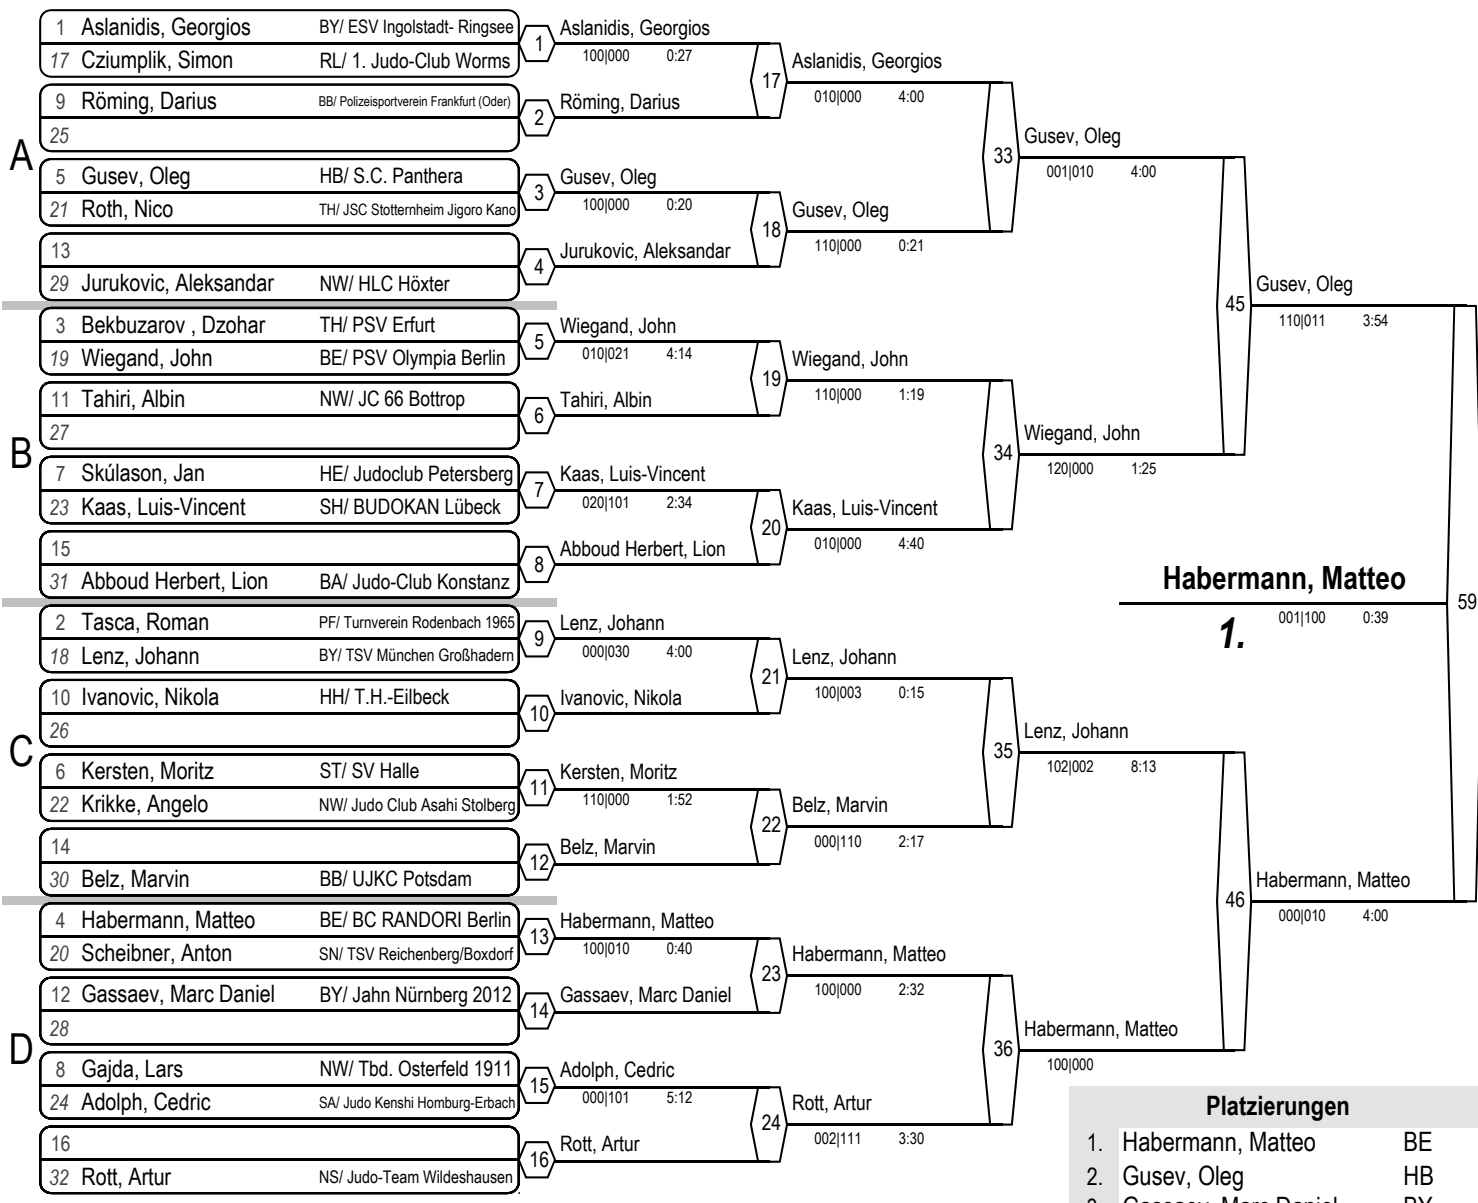 1 Aslanidis, Georgios BY/ ESV Ingolstadt- Ringsee
17 Cziumplik, Simon RL/ 1. Judo-Club Worms
9 Röming, Darius BB/ Polizeisportverein Frankfurt (Oder)
25
A
5 Gusev, Oleg HB/ S.C. Panthera
21 Roth, Nico TH/ JSC Stotternheim Jigoro Kano
13
29 Jurukovic, Aleksandar NW/ HLC Höxter
3 Bekbuzarov , Dzohar TH/ PSV Erfurt
19 Wiegand, John BE/ PSV Olympia Berlin
11 Tahiri, Albin NW/ JC 66 Bottrop
27
B
7 Skúlason, Jan HE/ Judoclub Petersberg
23 Kaas, Luis-Vincent SH/ BUDOKAN Lübeck
15
31 Abboud Herbert, Lion BA/ Judo-Club Konstanz
2 Tasca, Roman PF/ Turnverein Rodenbach 1965
18 Lenz, Johann BY/ TSV München Großhadern
10 Ivanovic, Nikola HH/ T.H.-Eilbeck
26
C
6 Kersten, Moritz ST/ SV Halle
22 Krikke, Angelo NW/ Judo Club Asahi Stolberg
14
30 Belz, Marvin BB/ UJKC Potsdam
4 Habermann, Matteo BE/ BC RANDORI Berlin
20 Scheibner, Anton SN/ TSV Reichenberg/Boxdorf
12 Gassaev, Marc Daniel BY/ Jahn Nürnberg 2012
28
D
8 Gajda, Lars NW/ Tbd. Osterfeld 1911
24 Adolph, Cedric SA/ Judo Kenshi Homburg-Erbach
16
32 Rott, Artur NS/ Judo-Team Wildeshausen
1 Aslanidis, Georgios
100|000 0:27
2 Röming, Darius
3 Gusev, Oleg
100|000 0:20
4 Jurukovic, Aleksandar
5 Wiegand, John
010|021 4:14
6 Tahiri, Albin
7 Kaas, Luis-Vincent
020|101 2:34
8 Abboud Herbert, Lion
9 Lenz, Johann
000|030 4:00
10 Ivanovic, Nikola
11 Kersten, Moritz
110|000 1:52
12 Belz, Marvin
13 Habermann, Matteo
100|010 0:40
14 Gassaev, Marc Daniel
15 Adolph, Cedric
000|101 5:12
16 Rott, Artur
17 Aslanidis, Georgios
010|000 4:00
18 Gusev, Oleg
110|000 0:21
19 Wiegand, John
110|000 1:19
20 Kaas, Luis-Vincent
010|000 4:40
21 Lenz, Johann
100|003 0:15
22 Belz, Marvin
000|110 2:17
23 Habermann, Matteo
100|000 2:32
24 Rott, Artur
002|111 3:30
33 Gusev, Oleg
001|010 4:00
34 Wiegand, John
120|000 1:25
35 Lenz, Johann
102|002 8:13
36 Habermann, Matteo
100|000
45 Gusev, Oleg
110|011 3:54
46 Habermann, Matteo
000|010 4:00
Habermann, Matteo
59
1. 001|100 0:39
Platzierungen
1. Habermann, Matteo BE
2. Gusev, Oleg HB